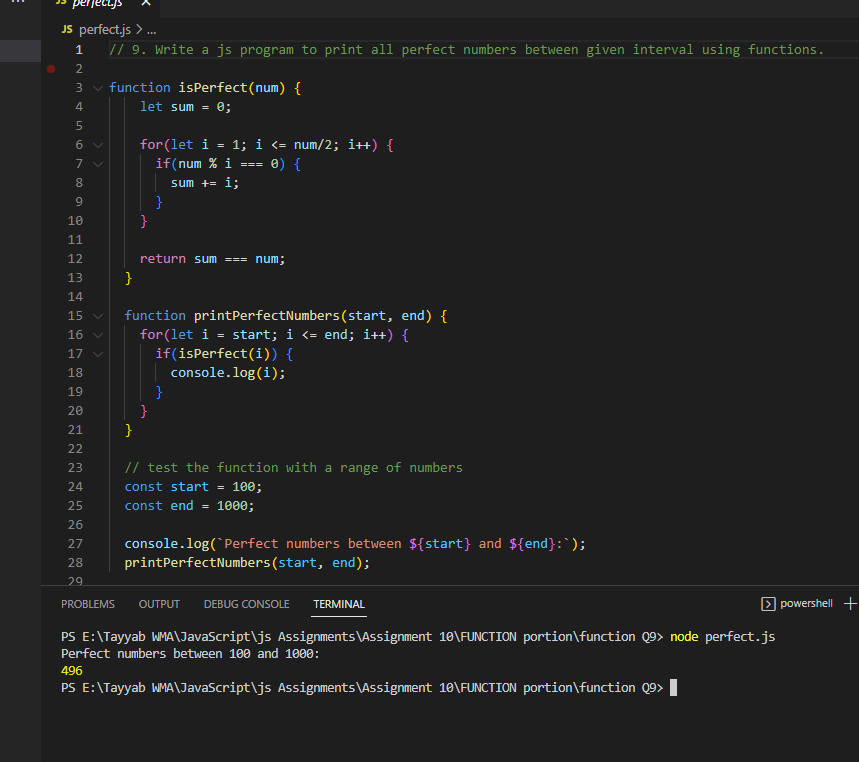 ...
JS perfect.js ×
JS perfect.js > ...
1 // 9. Write a js program to print all perfect numbers between given interval using functions.
2
3 function isPerfect(num) {
4 let sum = 0;
5
6 for(let i = 1; i <= num/2; i++) {
7 if(num % i === 0) {
8 sum += i;
9 }
10 }
11
12 return sum === num;
13 }
14
15 function printPerfectNumbers(start, end) {
16 for(let i = start; i <= end; i++) {
17 if(isPerfect(i)) {
18 console.log(i);
19 }
20 }
21 }
22
23 // test the function with a range of numbers
24 const start = 100;
25 const end = 1000;
26
27 console.log(`Perfect numbers between ${start} and ${end}:`);
28 printPerfectNumbers(start, end);
29
PROBLEMS OUTPUT DEBUG CONSOLE TERMINAL powershell +
PS E:\Tayyab WMA\JavaScript\js Assignments\Assignment 10\FUNCTION portion\function Q9> node perfect.js
Perfect numbers between 100 and 1000:
496
PS E:\Tayyab WMA\JavaScript\js Assignments\Assignment 10\FUNCTION portion\function Q9>